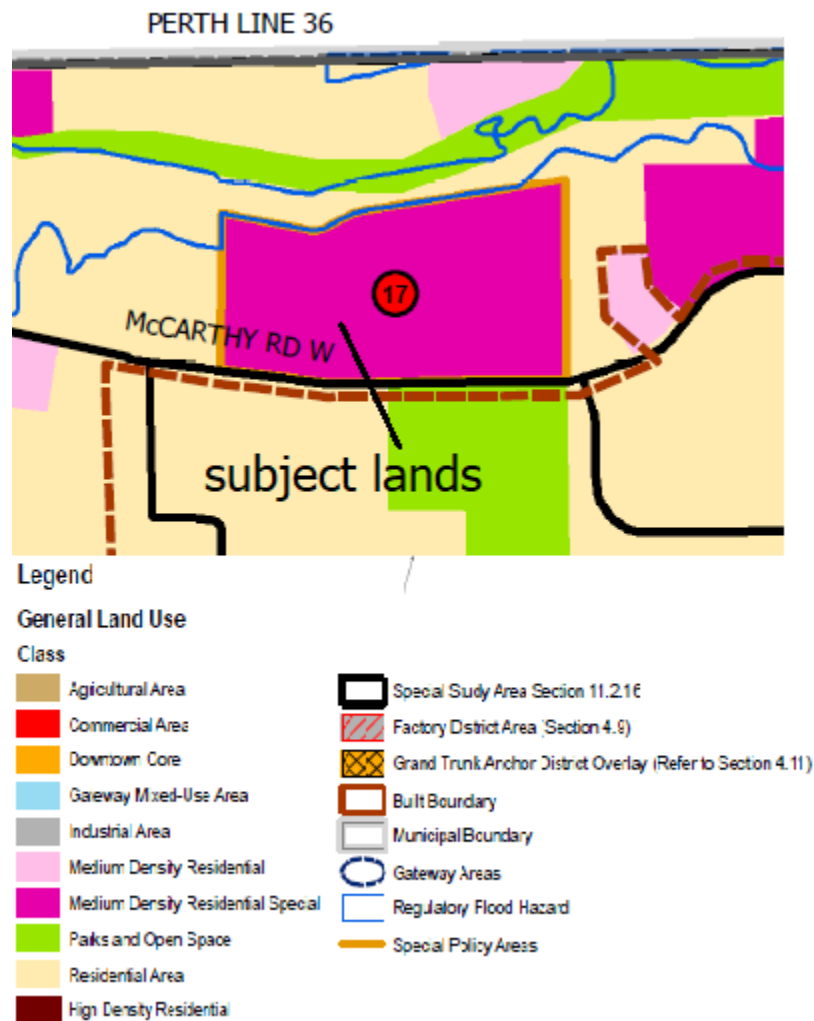 PERTH LINE 36
17
McCARTHY RD W
subject lands
Legend
General Land Use
Class
Agricultural Area
Commercial Area
Downtown Core
Gateway Mixed-Use Area
Industrial Area
Medium Density Residential
Medium Density Residential Special
Parks and Open Space
Residential Area
High Density Residential
Special Study Area Section 11.2.16
Factory District Area (Section 4.9)
Grand Trunk Anchor District Overlay (Refer to Section 4.11)
Built Boundary
Municipal Boundary
Gateway Areas
Regulatory Flood Hazard
Special Policy Areas